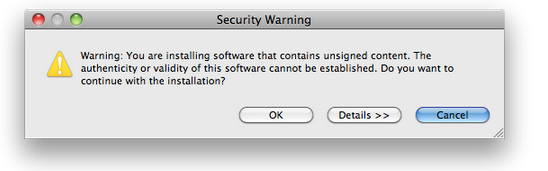 Security Warning
Warning: You are installing software that contains unsigned content. The
authenticity or validity of this software cannot be established. Do you want to
continue with the installation?
OK
Details >>
Cancel